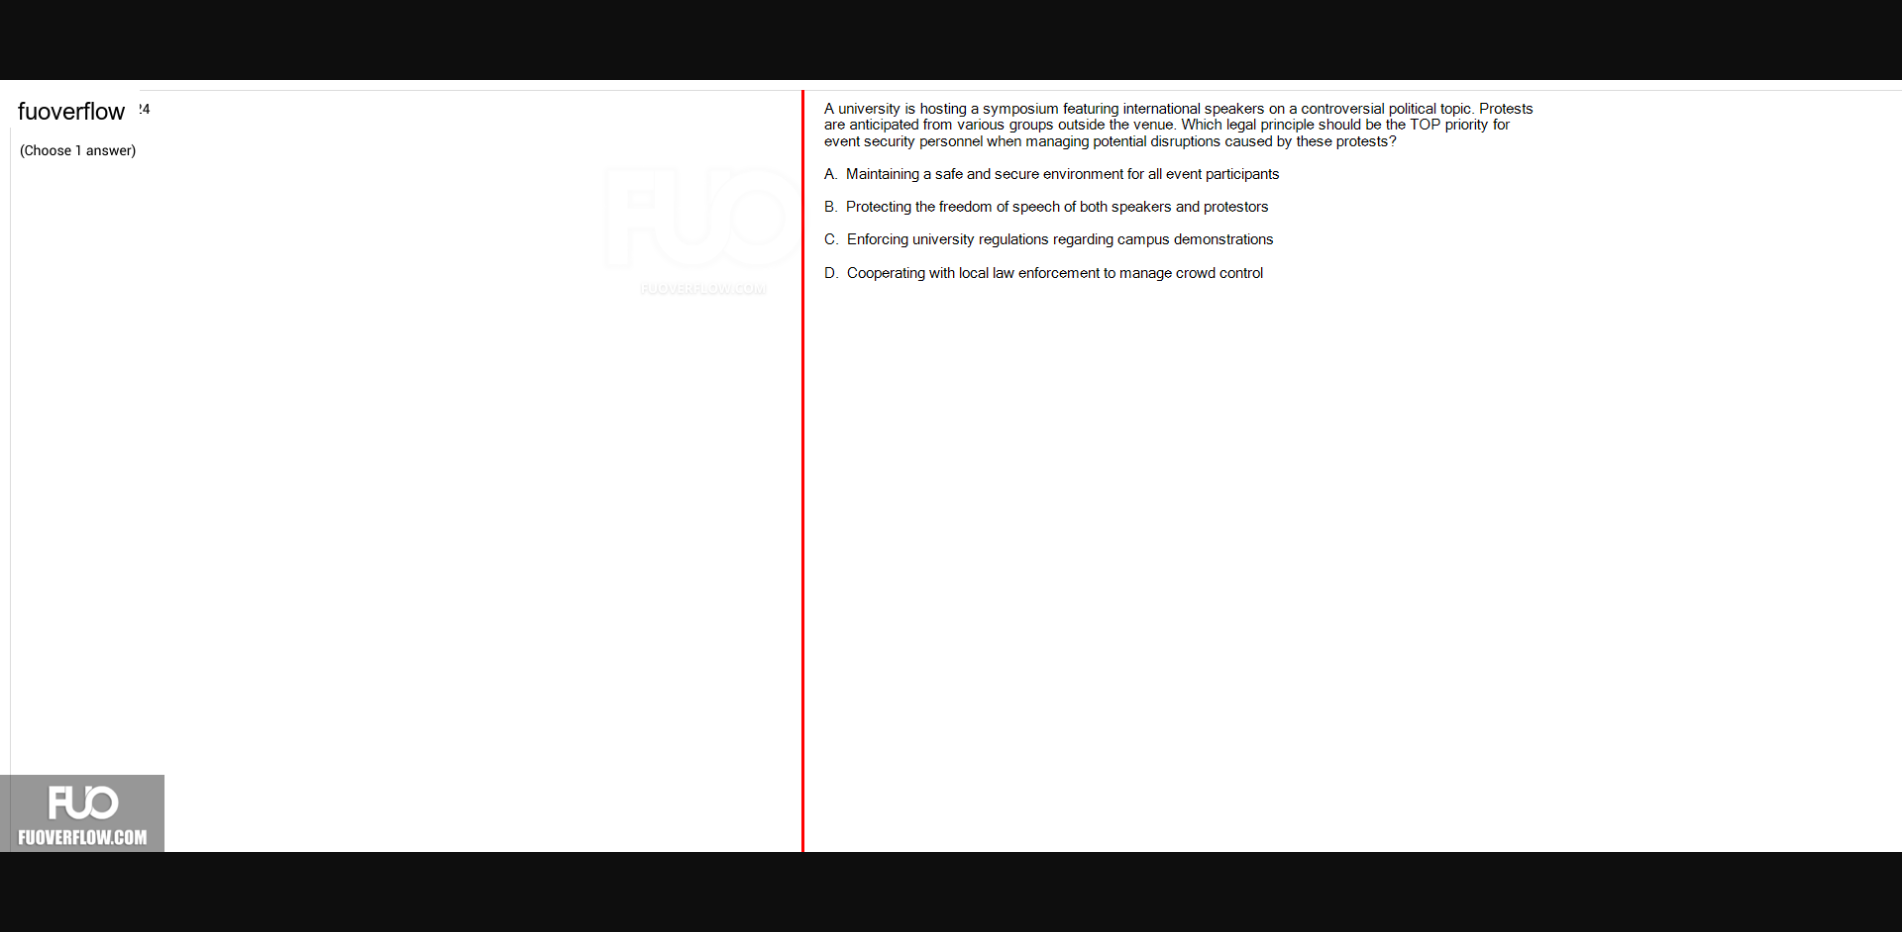 fuoverflow
24
(Choose 1 answer)
A university is hosting a symposium featuring international speakers on a controversial political topic. Protests
are anticipated from various groups outside the venue. Which legal principle should be the TOP priority for
event security personnel when managing potential disruptions caused by these protests?
A. Maintaining a safe and secure environment for all event participants
B. Protecting the freedom of speech of both speakers and protestors
C. Enforcing university regulations regarding campus demonstrations
D. Cooperating with local law enforcement to manage crowd control
FUO
FUOVERFLOW.COM
FUO
FUOVERFLOW.COM